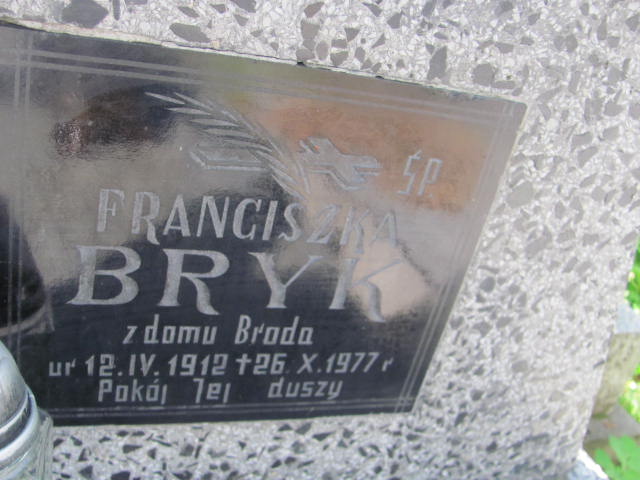 ŚP
FRANCISZKA
BRYK
z domu Broda
ur 12.IV.1912 + 26.X.1977 r
Pokój Jej duszy